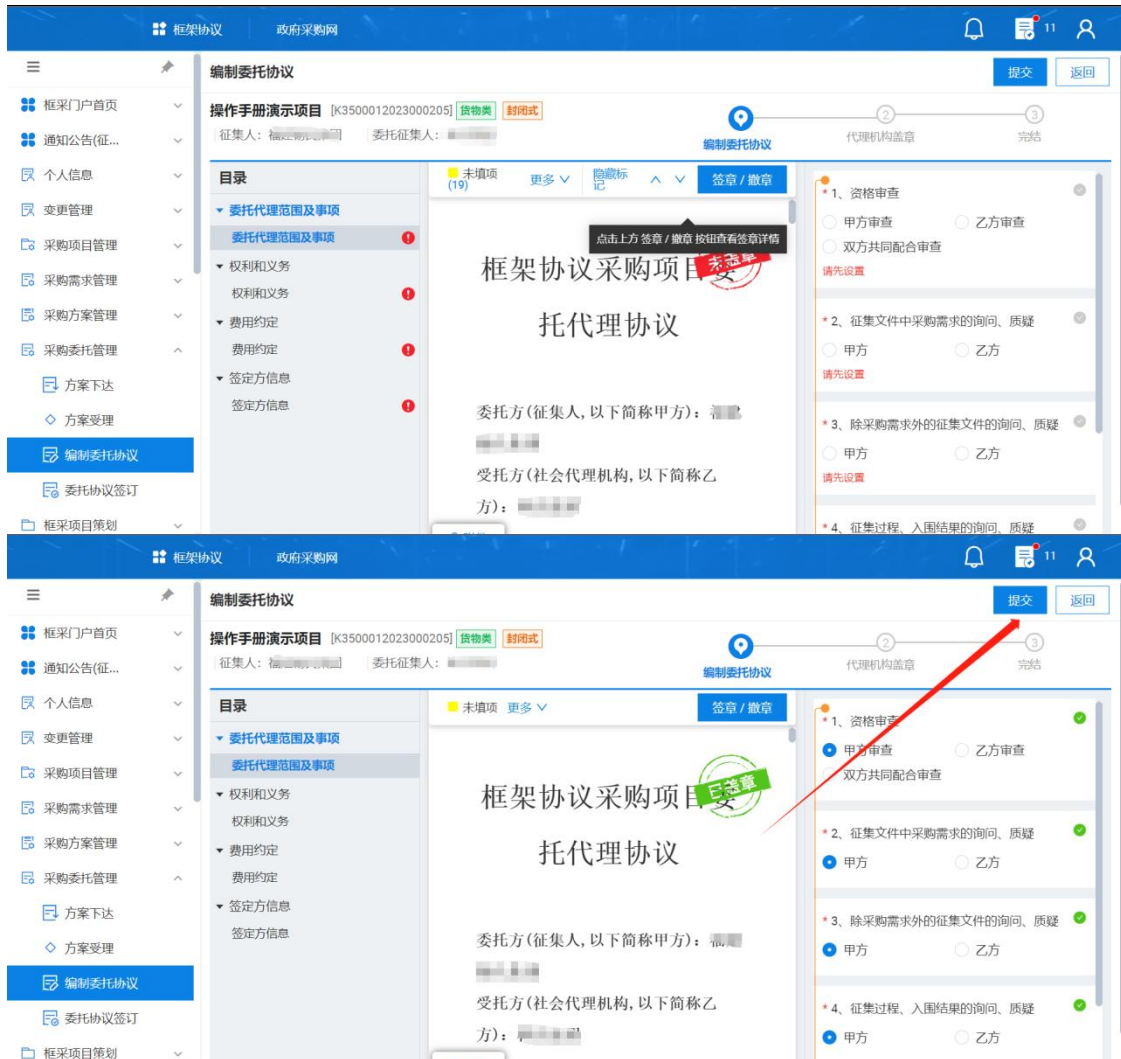 框架协议 政府采购网 11
编制委托协议 提交 返回
框采门户首页
通知公告(征...
个人信息
变更管理
采购项目管理
采购需求管理
采购方案管理
采购委托管理
方案下达
方案受理
编制委托协议
委托协议签订
框采项目策划
操作手册演示项目 [K3500012023000205] 货物类 封闭式
征集人: 委托征集人:
编制委托协议
2 代理机构盖章
3 完结
目录
委托代理范围及事项
委托代理范围及事项
权利和义务
权利和义务
费用约定
费用约定
签定方信息
签定方信息
未填项(19) 更多 隐藏标记 签章 / 撤章
点击上方 签章 / 撤章 按钮查看签章详情
未盖章
框架协议采购项目委
托代理协议
委托方(征集人,以下简称甲方):
受托方(社会代理机构,以下简称乙
方):
* 1、资格审查
甲方审查 乙方审查
双方共同配合审查
请先设置
* 2、征集文件中采购需求的询问、质疑
甲方 乙方
请先设置
* 3、除采购需求外的征集文件的询问、质疑
甲方 乙方
请先设置
* 4、征集过程、入围结果的询问、质疑
框架协议 政府采购网 11
编制委托协议 提交 返回
框采门户首页
通知公告(征...
个人信息
变更管理
采购项目管理
采购需求管理
采购方案管理
采购委托管理
方案下达
方案受理
编制委托协议
委托协议签订
框采项目策划
操作手册演示项目 [K3500012023000205] 货物类 封闭式
征集人: 委托征集人:
编制委托协议
2 代理机构盖章
3 完结
目录
委托代理范围及事项
委托代理范围及事项
权利和义务
权利和义务
费用约定
费用约定
签定方信息
签定方信息
未填项 更多 签章 / 撤章
已盖章
框架协议采购项目委
托代理协议
委托方(征集人,以下简称甲方):
受托方(社会代理机构,以下简称乙
方):
* 1、资格审查
甲方审查 乙方审查
双方共同配合审查
* 2、征集文件中采购需求的询问、质疑
甲方 乙方
* 3、除采购需求外的征集文件的询问、质疑
甲方 乙方
* 4、征集过程、入围结果的询问、质疑
甲方 乙方